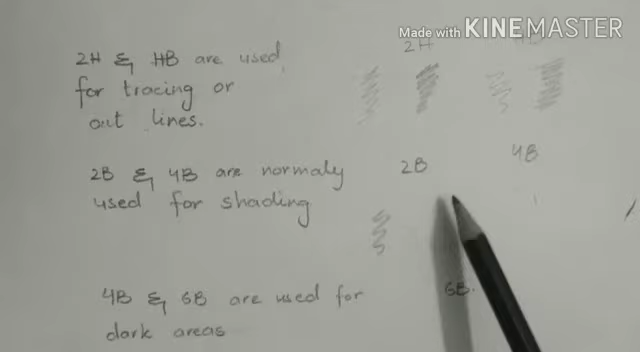 Made with KINEMASTER
2H
HB
2H & HB are used
for tracing or
out lines.
2B & 4B are normaly
used for shading
2B
4B
4B & 6B are used for
dark areas
6B.